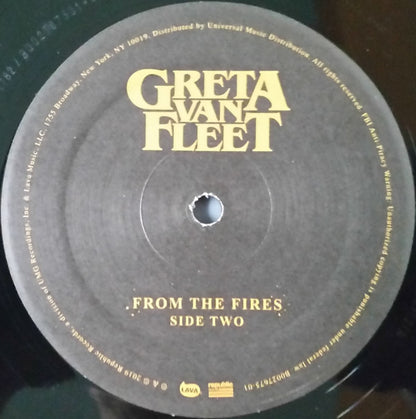 GRETA
VAN
FLEET
FROM THE FIRES
SIDE TWO
LAVA
℗ & © 2018 Republic Records, a division of UMG Recordings, Inc. & Lava Music, LLC, 1755 Broadway, New York, NY 10019. Distributed by Universal Music Distribution. All rights reserved. FBI Anti-Piracy Warning: Unauthorized copying is punishable under federal law B0027675-01